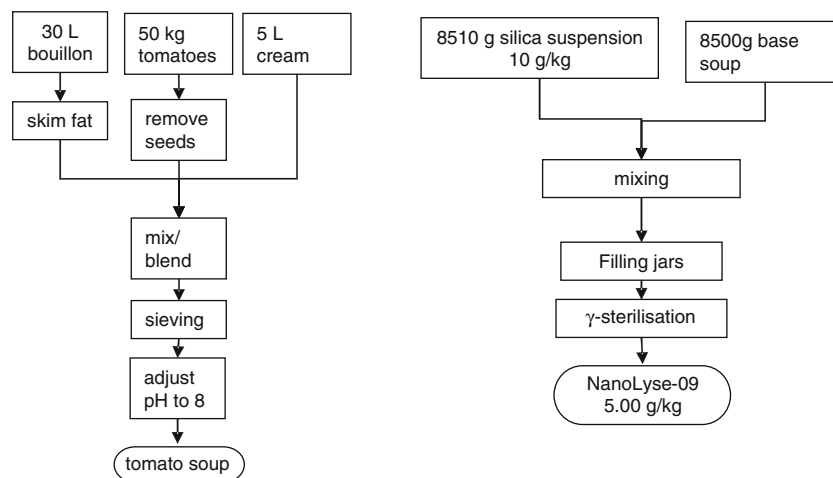 30 L
bouillon
50 kg
tomatoes
5 L
cream
skim fat
remove
seeds
mix/
blend
sieving
adjust
pH to 8
tomato soup
8510 g silica suspension
10 g/kg
8500g base
soup
mixing
Filling jars
γ-sterilisation
NanoLyse-09
5.00 g/kg